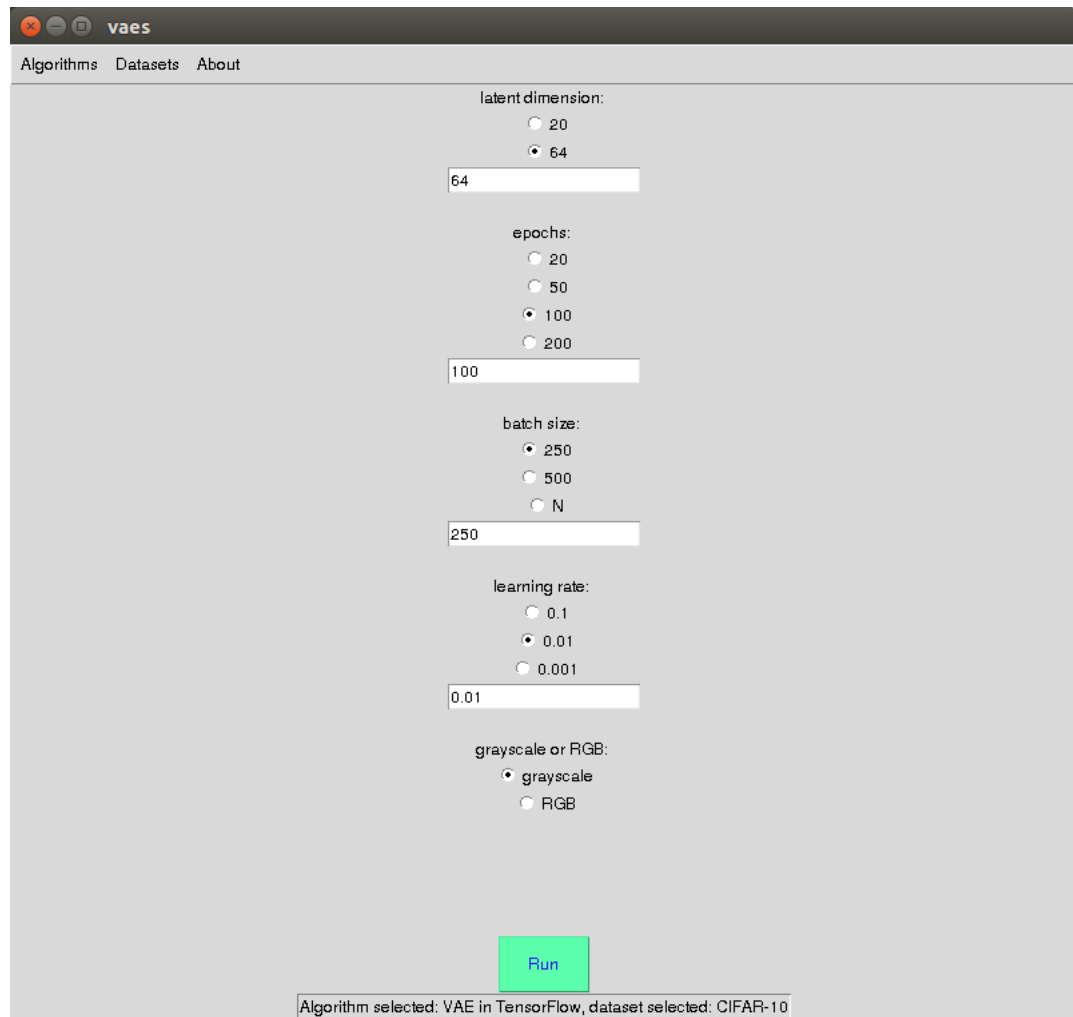 vaes
Algorithms Datasets About
latent dimension:
20
64
64
epochs:
20
50
100
200
100
batch size:
250
500
N
250
learning rate:
0.1
0.01
0.001
0.01
grayscale or RGB:
grayscale
RGB
Run
Algorithm selected: VAE in TensorFlow, dataset selected: CIFAR-10